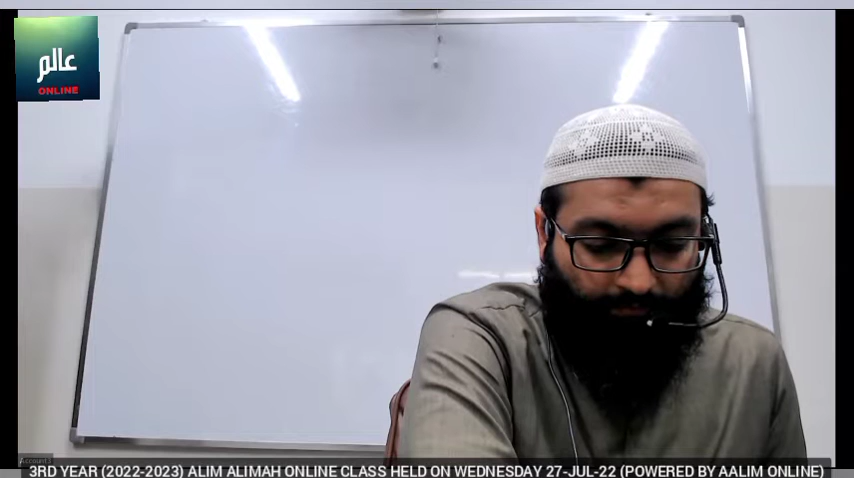 عالم
ONLINE
Account3
3RD YEAR (2022-2023) ALIM ALIMAH ONLINE CLASS HELD ON WEDNESDAY 27-JUL-22 (POWERED BY AALIM ONLINE)